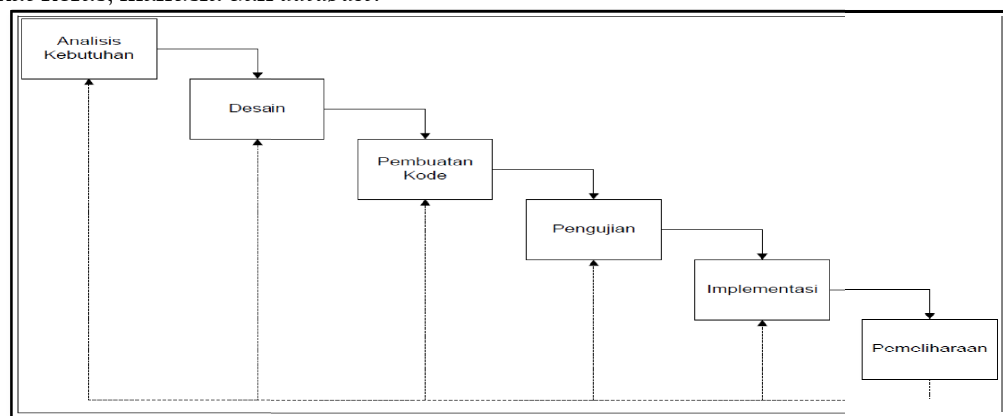 Analisis
Kebutuhan
Desain
Pembuatan
Kode
Pengujian
Implementasi
Pemeliharaan